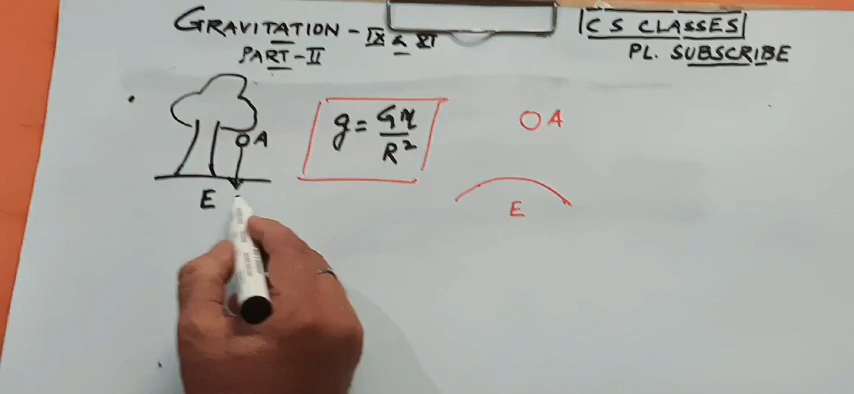 GRAVITATION - IX & XI
PART-II
CS CLASSES
PL. SUBSCRIBE
A
E
g = GM/R²
A
E